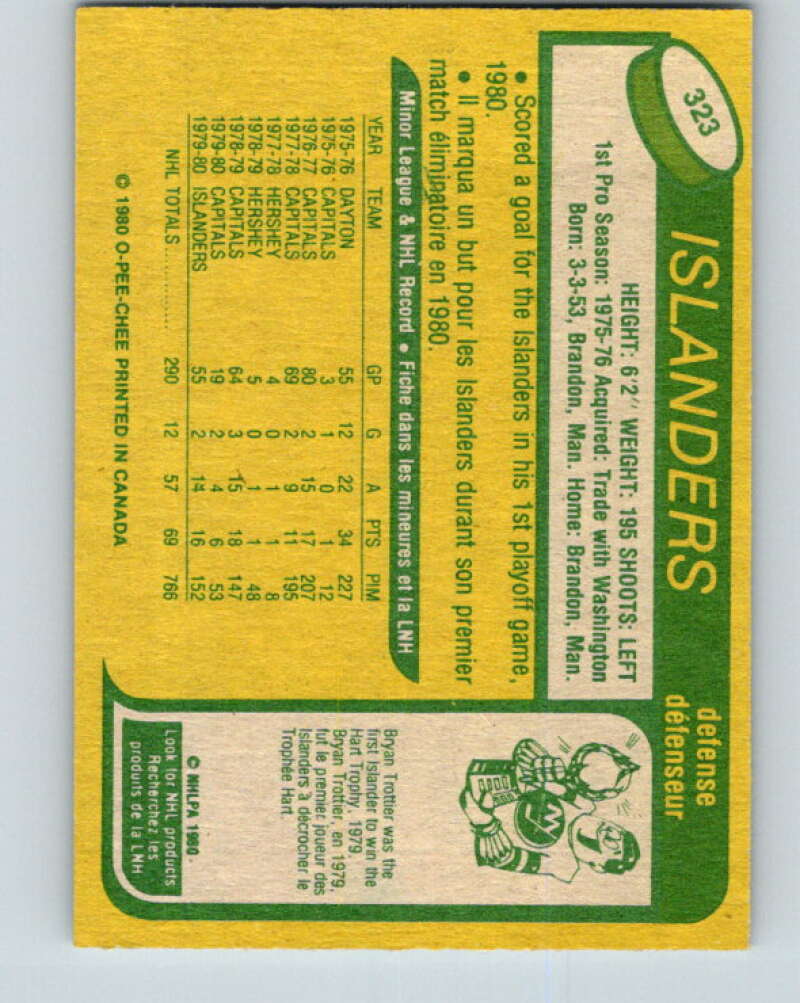 323
ISLANDERS
defense
défenseur
HEIGHT: 6'2" WEIGHT: 195 SHOOTS: LEFT
1st Pro Season: 1975-76 Acquired: Trade with Washington
Born: 3-3-53, Brandon, Man. Home: Brandon, Man.
• Scored a goal for the Islanders in his 1st playoff game,
1980.
• Il marqua un but pour les Islanders durant son premier
match éliminatoire en 1980.
Minor League & NHL Record • Fiche dans les mineures et la LNH
YEAR TEAM GP G A PTS PIM
1975-76 DAYTON 55 12 22 34 227
1975-76 CAPITALS 3 1 0 1 12
1976-77 CAPITALS 80 2 15 17 207
1977-78 CAPITALS 69 2 9 11 195
1977-78 HERSHEY 4 0 1 1 8
1978-79 HERSHEY 5 0 1 1 48
1978-79 CAPITALS 64 3 15 18 147
1979-80 CAPITALS 19 2 4 6 53
1979-80 ISLANDERS 55 2 14 16 152
NHL TOTALS............. 290 12 57 69 766
© 1980 O-PEE-CHEE PRINTED IN CANADA
Bryan Trottier was the
first Islander to win the
Hart Trophy, 1979.
Bryan Trottier, en 1979,
fut le premier joueur des
Islanders à décrocher le
Trophée Hart.
© NHLPA 1980
Look for NHL products
Recherchez les
produits de la LNH